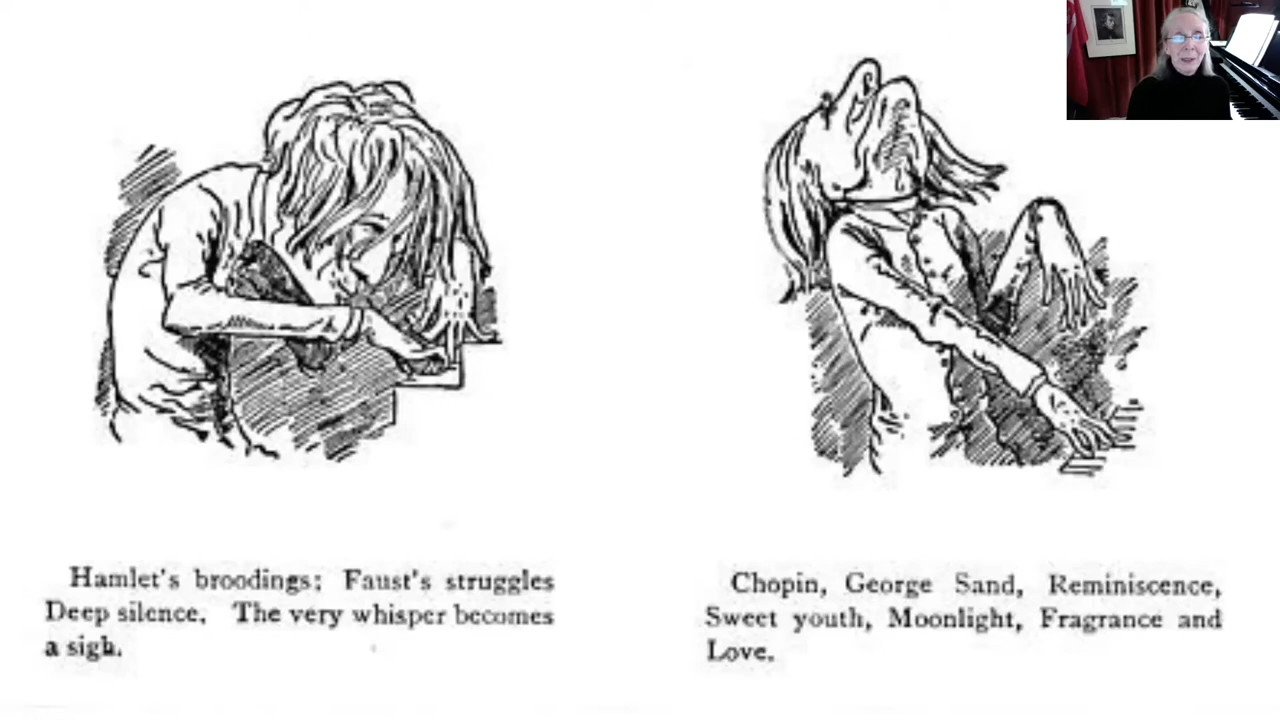 Hamlet's broodings; Faust's struggles
Deep silence. The very whisper becomes
a sigh.
Chopin, George Sand, Reminiscence,
Sweet youth, Moonlight, Fragrance and
Love.